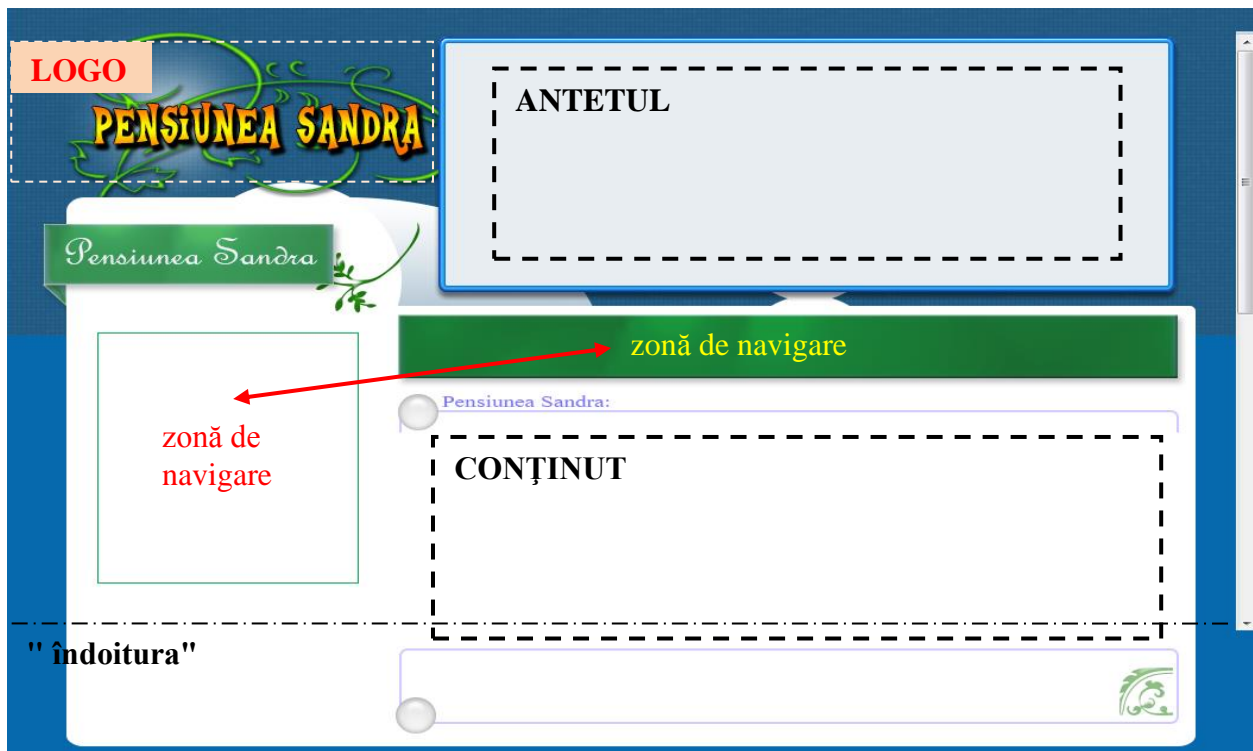 LOGO
PENSiUNEA SANDRA
ANTETUL
Pensiunea Sandra
zonă de navigare
Pensiunea Sandra:
zonă de
navigare
CONŢINUT
" îndoitura"